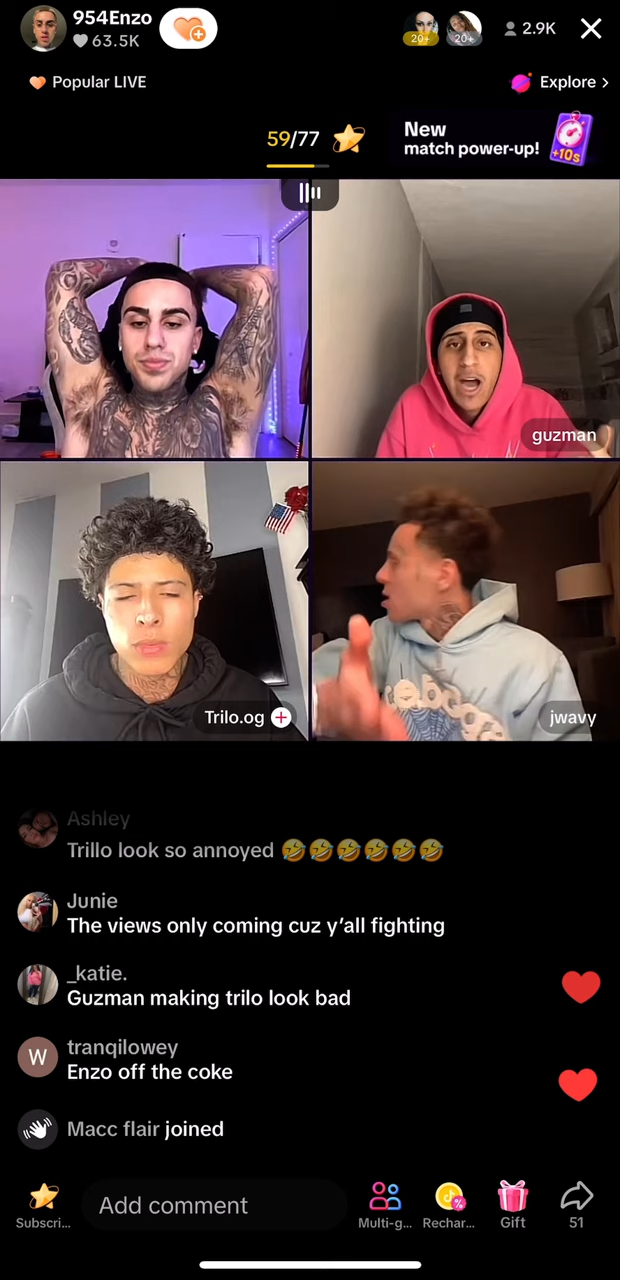 954Enzo
63.5K
20+
20+
2.9K
Popular LIVE
Explore >
59/77
New
match power-up!
+10s
guzman
Trilo.og
jwavy
Ashley
Trillo look so annoyed 🤣🤣🤣🤣🤣🤣
Junie
The views only coming cuz y'all fighting
_katie.
Guzman making trilo look bad
W
tranqilowey
Enzo off the coke
Macc flair joined
Add comment
Subscri...
Multi-g...
Rechar...
Gift
51